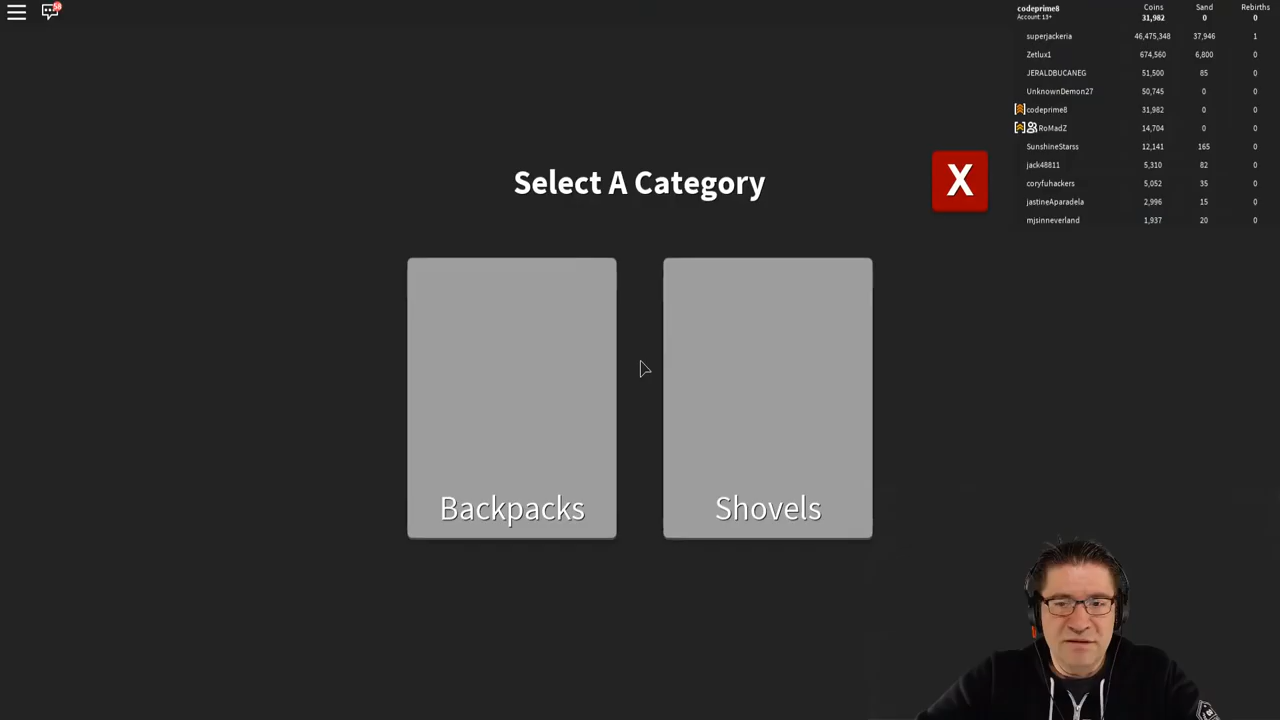 58
codeprime8 Coins Sand Rebirths
Account: 13+ 31,982 0 0
superjackeria 46,475,348 37,946 1
Zetlux1 674,560 6,800 0
JERALDBUCANEG 51,500 85 0
UnknownDemon27 50,745 0 0
codeprime8 31,982 0 0
RoMadZ 14,704 0 0
SunshineStarss 12,141 165 0
jack48811 5,310 82 0
coryfuhackers 5,052 35 0
jastineAparadela 2,996 15 0
mjsinneverland 1,937 20 0
Select A Category
X
Backpacks
Shovels